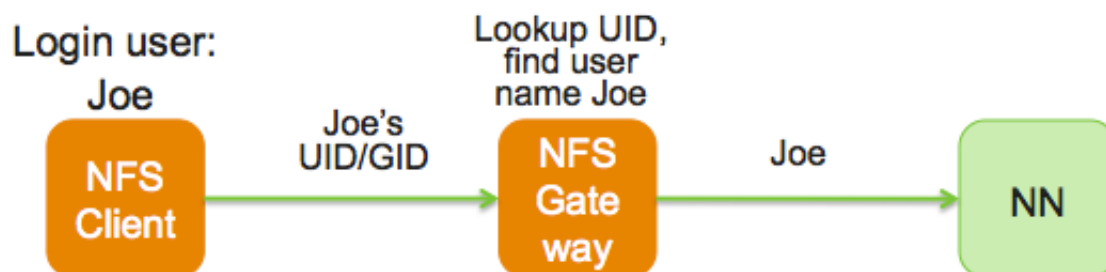 Login user:
Joe
NFS
Client
Joe's
UID/GID
Lookup UID,
find user
name Joe
NFS
Gate
way
Joe
NN